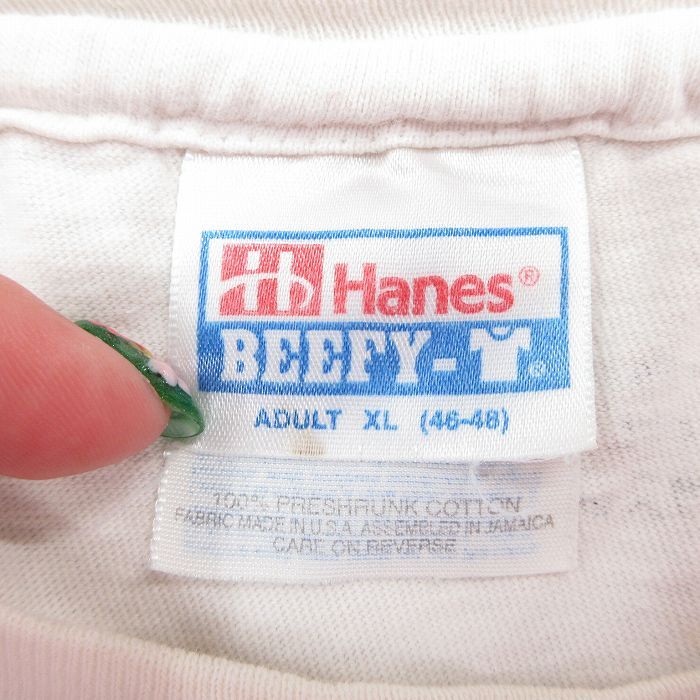 Hanes®
BEEFY-T®
ADULT XL (46-48)
100% PRESHRUNK COTTON
FABRIC MADE IN U.S.A. ASSEMBLED IN JAMAICA
CARE ON REVERSE